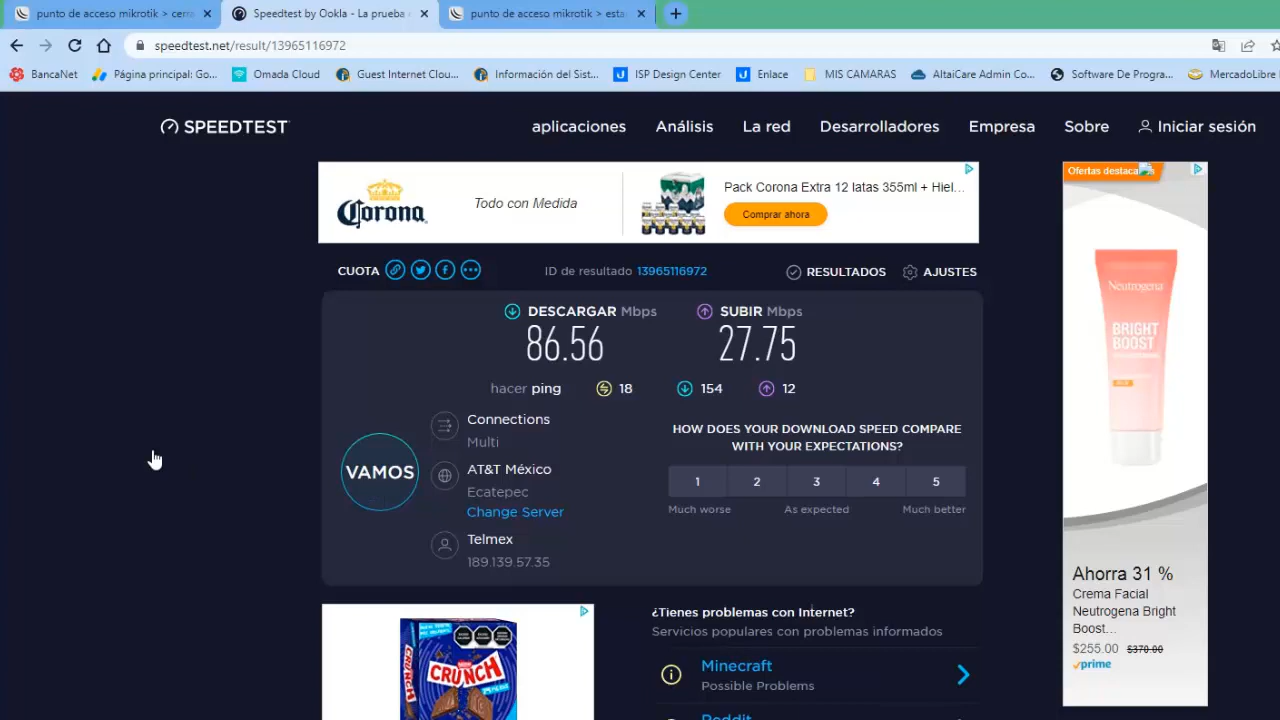 punto de acceso mikrotik > cerra
Speedtest by Ookla - La prueba d
punto de acceso mikrotik > estad
speedtest.net/result/13965116972
BancaNet
Página principal: Go...
Omada Cloud
Guest Internet Clou...
Información del Sist...
ISP Design Center
Enlace
MIS CAMARAS
AltaiCare Admin Co...
Software De Progra...
MercadoLibre
SPEEDTEST
aplicaciones
Análisis
La red
Desarrolladores
Empresa
Sobre
Iniciar sesión
Corona
Todo con Medida
Pack Corona Extra 12 latas 355ml + Hiel...
Comprar ahora
Ofertas destaca
CUOTA
ID de resultado 13965116972
RESULTADOS
AJUSTES
DESCARGAR Mbps
86.56
SUBIR Mbps
27.75
hacer ping
18
154
12
VAMOS
Connections
Multi
AT&T México
Ecatepec
Change Server
Telmex
189.139.57.35
HOW DOES YOUR DOWNLOAD SPEED COMPARE
WITH YOUR EXPECTATIONS?
1 2 3 4 5
Much worse As expected Much better
Neutrogena
BRIGHT
BOOST
Ahorra 31 %
Crema Facial
Neutrogena Bright
Boost...
$255.00 $370.00
prime
¿Tienes problemas con Internet?
Servicios populares con problemas informados
Minecraft
Possible Problems
Reddit
Nestlé
CRUNCH
CRUNCH